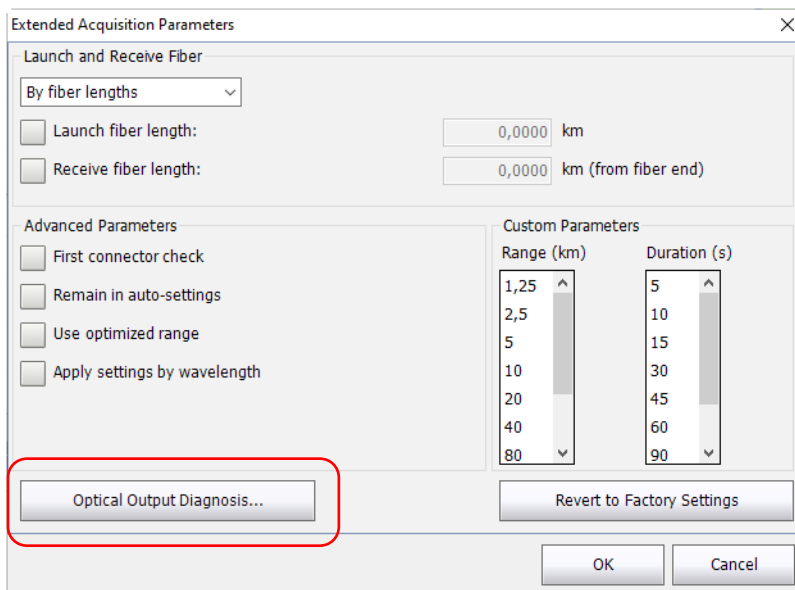 Extended Acquisition Parameters
Launch and Receive Fiber
By fiber lengths
Launch fiber length:
0,0000 km
Receive fiber length:
0,0000 km (from fiber end)
Advanced Parameters
First connector check
Remain in auto-settings
Use optimized range
Apply settings by wavelength
Custom Parameters
Range (km)
Duration (s)
1,25
2,5
5
10
20
40
80
5
10
15
30
45
60
90
Optical Output Diagnosis...
Revert to Factory Settings
OK
Cancel